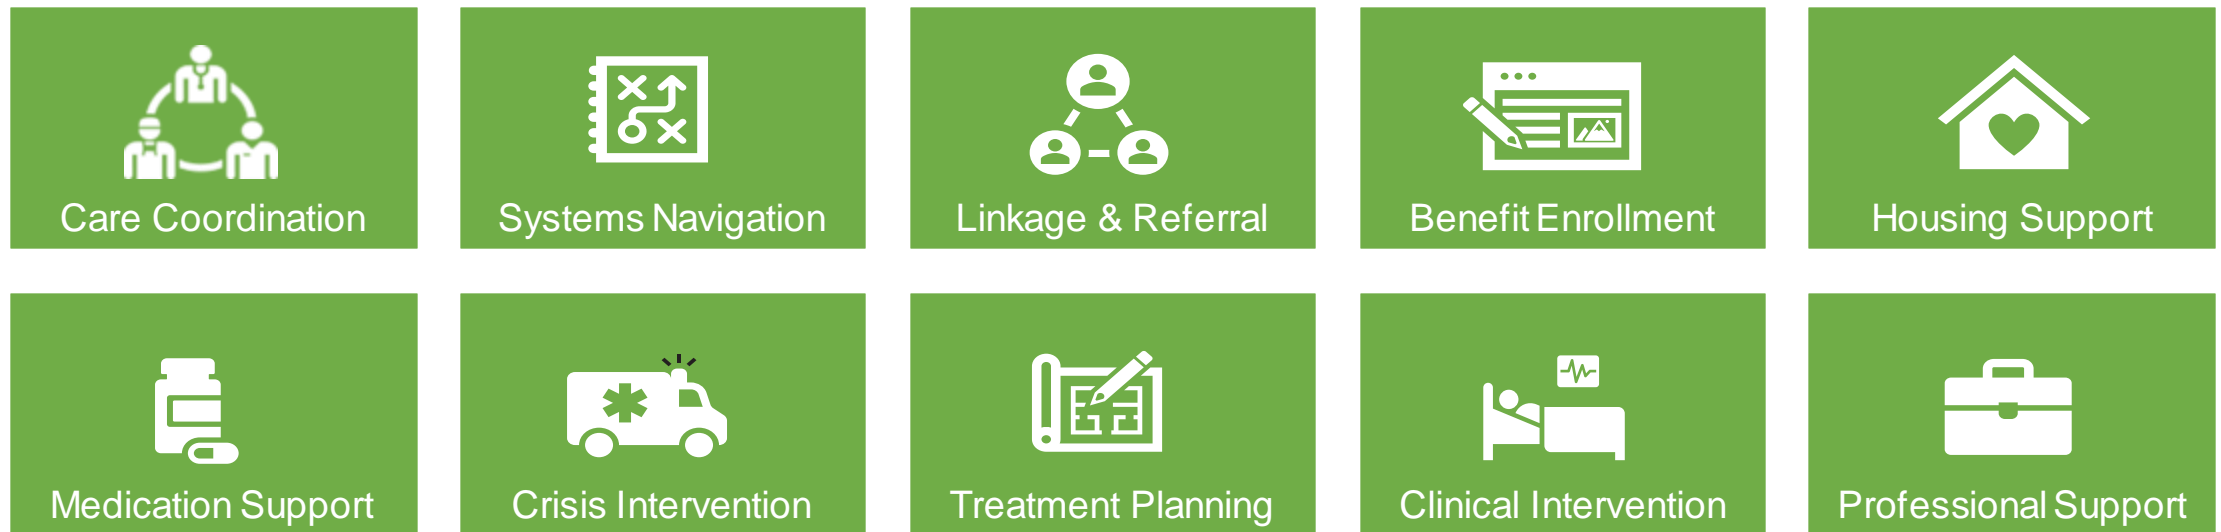 Care Coordination
Systems Navigation
Linkage & Referral
Benefit Enrollment
Housing Support
Medication Support
Crisis Intervention
Treatment Planning
Clinical Intervention
Professional Support